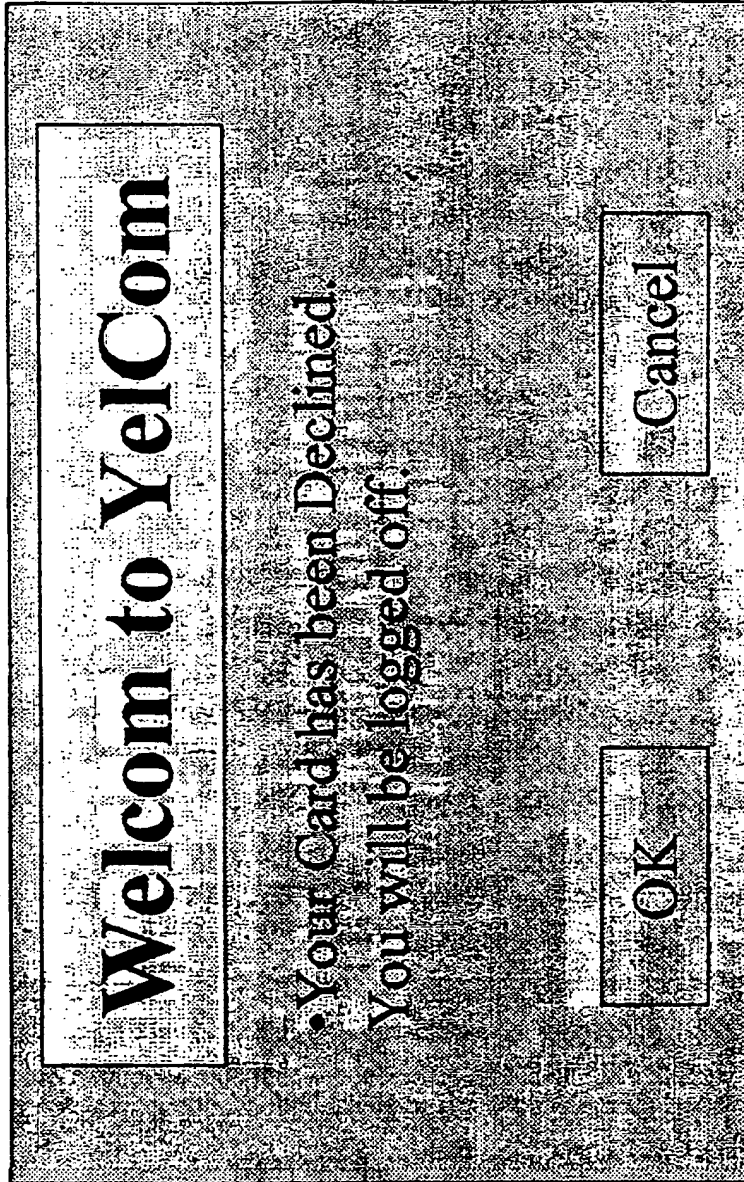 Welcom to YelCom
•Your Card has been Declined.
You will be logged off.
OK
Cancel